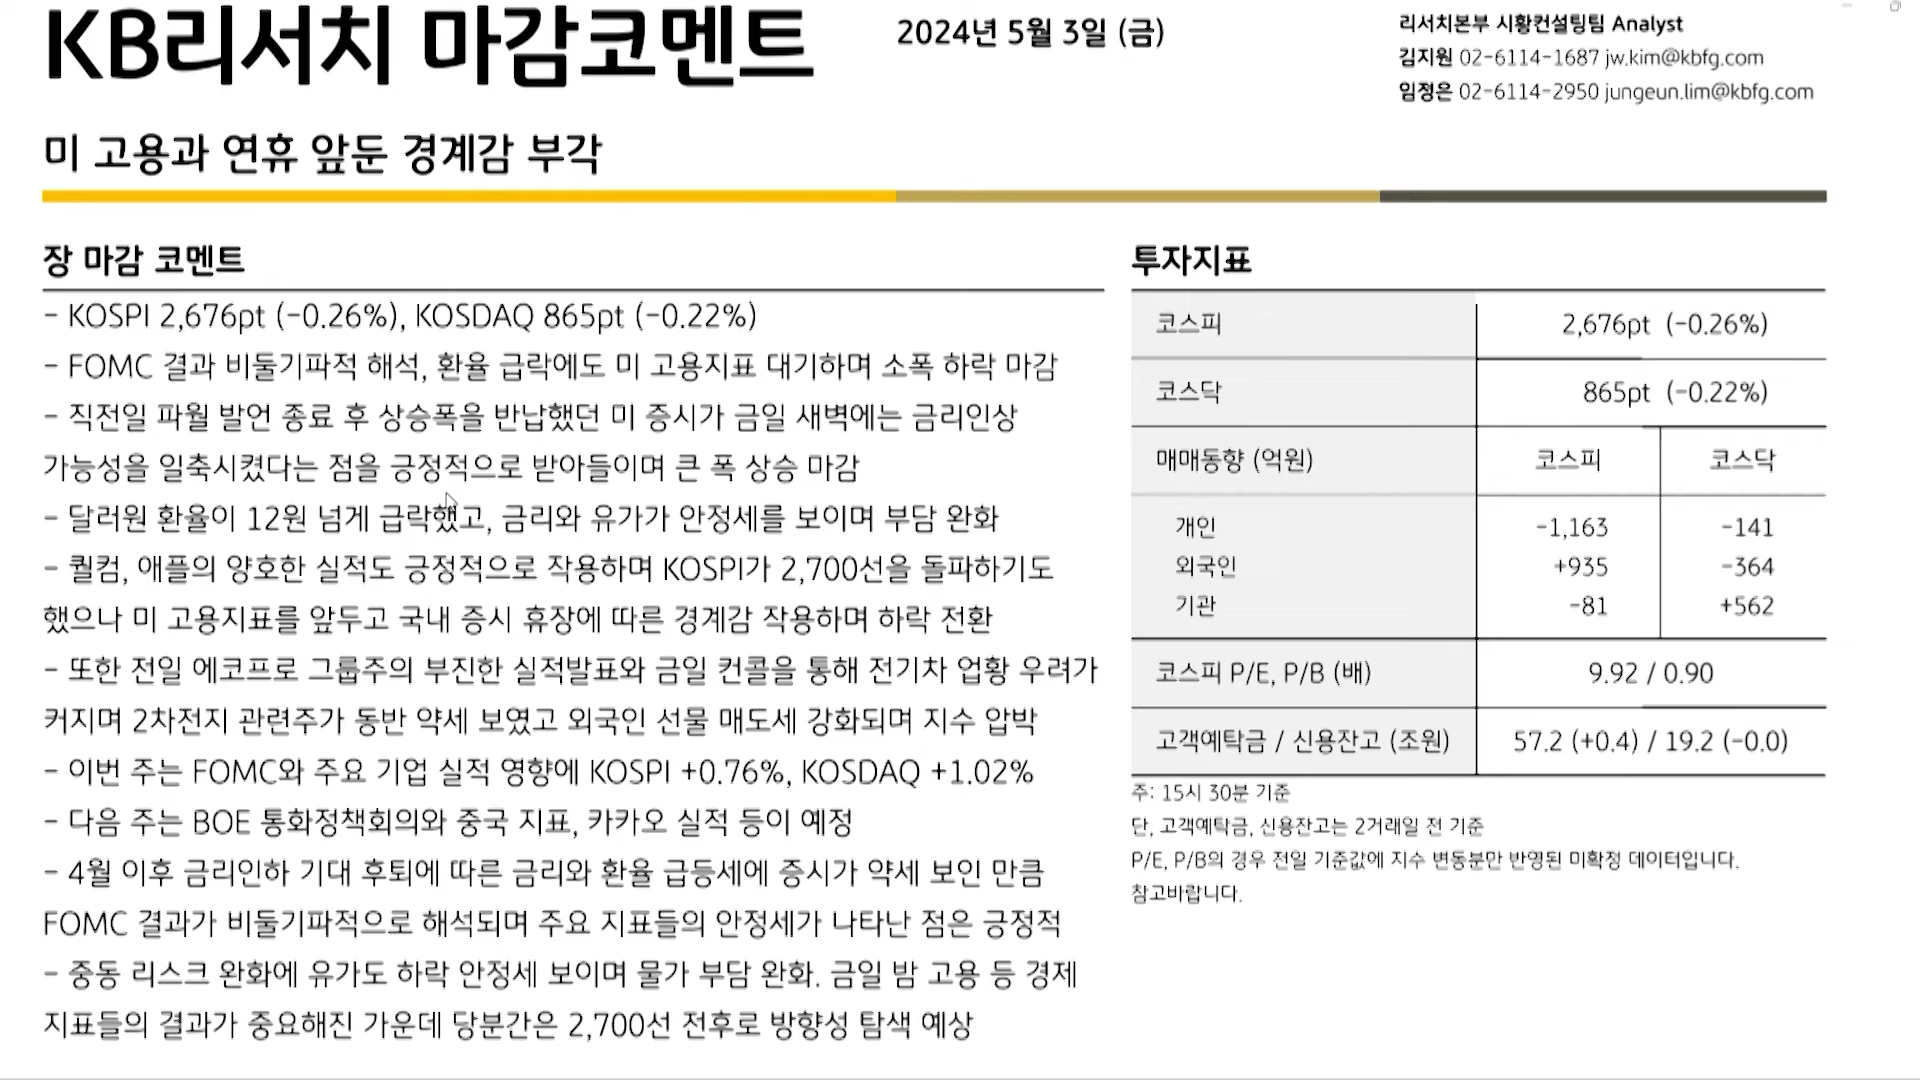 KB리서치 마감코멘트
2024년 5월 3일 (금)
리서치본부 시황컨설팅팀 Analyst
김지원 02-6114-1687 jw.kim@kbfg.com
임정은 02-6114-2950 jungeun.lim@kbfg.com
미 고용과 연휴 앞둔 경계감 부각
장 마감 코멘트
- KOSPI 2,676pt (-0.26%), KOSDAQ 865pt (-0.22%)
- FOMC 결과 비둘기파적 해석, 환율 급락에도 미 고용지표 대기하며 소폭 하락 마감
- 직전일 파월 발언 종료 후 상승폭을 반납했던 미 증시가 금일 새벽에는 금리인상
가능성을 일축시켰다는 점을 긍정적으로 받아들이며 큰 폭 상승 마감
- 달러원 환율이 12원 넘게 급락했고, 금리와 유가가 안정세를 보이며 부담 완화
- 퀄컴, 애플의 양호한 실적도 긍정적으로 작용하며 KOSPI가 2,700선을 돌파하기도
했으나 미 고용지표를 앞두고 국내 증시 휴장에 따른 경계감 작용하며 하락 전환
- 또한 전일 에코프로 그룹주의 부진한 실적발표와 금일 컨콜을 통해 전기차 업황 우려가
커지며 2차전지 관련주가 동반 약세 보였고 외국인 선물 매도세 강화되며 지수 압박
- 이번 주는 FOMC와 주요 기업 실적 영향에 KOSPI +0.76%, KOSDAQ +1.02%
- 다음 주는 BOE 통화정책회의와 중국 지표, 카카오 실적 등이 예정
- 4월 이후 금리인하 기대 후퇴에 따른 금리와 환율 급등세에 증시가 약세 보인 만큼
FOMC 결과가 비둘기파적으로 해석되며 주요 지표들의 안정세가 나타난 점은 긍정적
- 중동 리스크 완화에 유가도 하락 안정세 보이며 물가 부담 완화. 금일 밤 고용 등 경제
지표들의 결과가 중요해진 가운데 당분간은 2,700선 전후로 방향성 탐색 예상
투자지표
코스피 2,676pt (-0.26%)
코스닥 865pt (-0.22%)
매매동향 (억원) 코스피 코스닥
개인 -1,163 -141
외국인 +935 -364
기관 -81 +562
코스피 P/E, P/B (배) 9.92 / 0.90
고객예탁금 / 신용잔고 (조원) 57.2 (+0.4) / 19.2 (-0.0)
주: 15시 30분 기준
단, 고객예탁금, 신용잔고는 2거래일 전 기준
P/E, P/B의 경우 전일 기준값에 지수 변동분만 반영된 미확정 데이터입니다.
참고바랍니다.